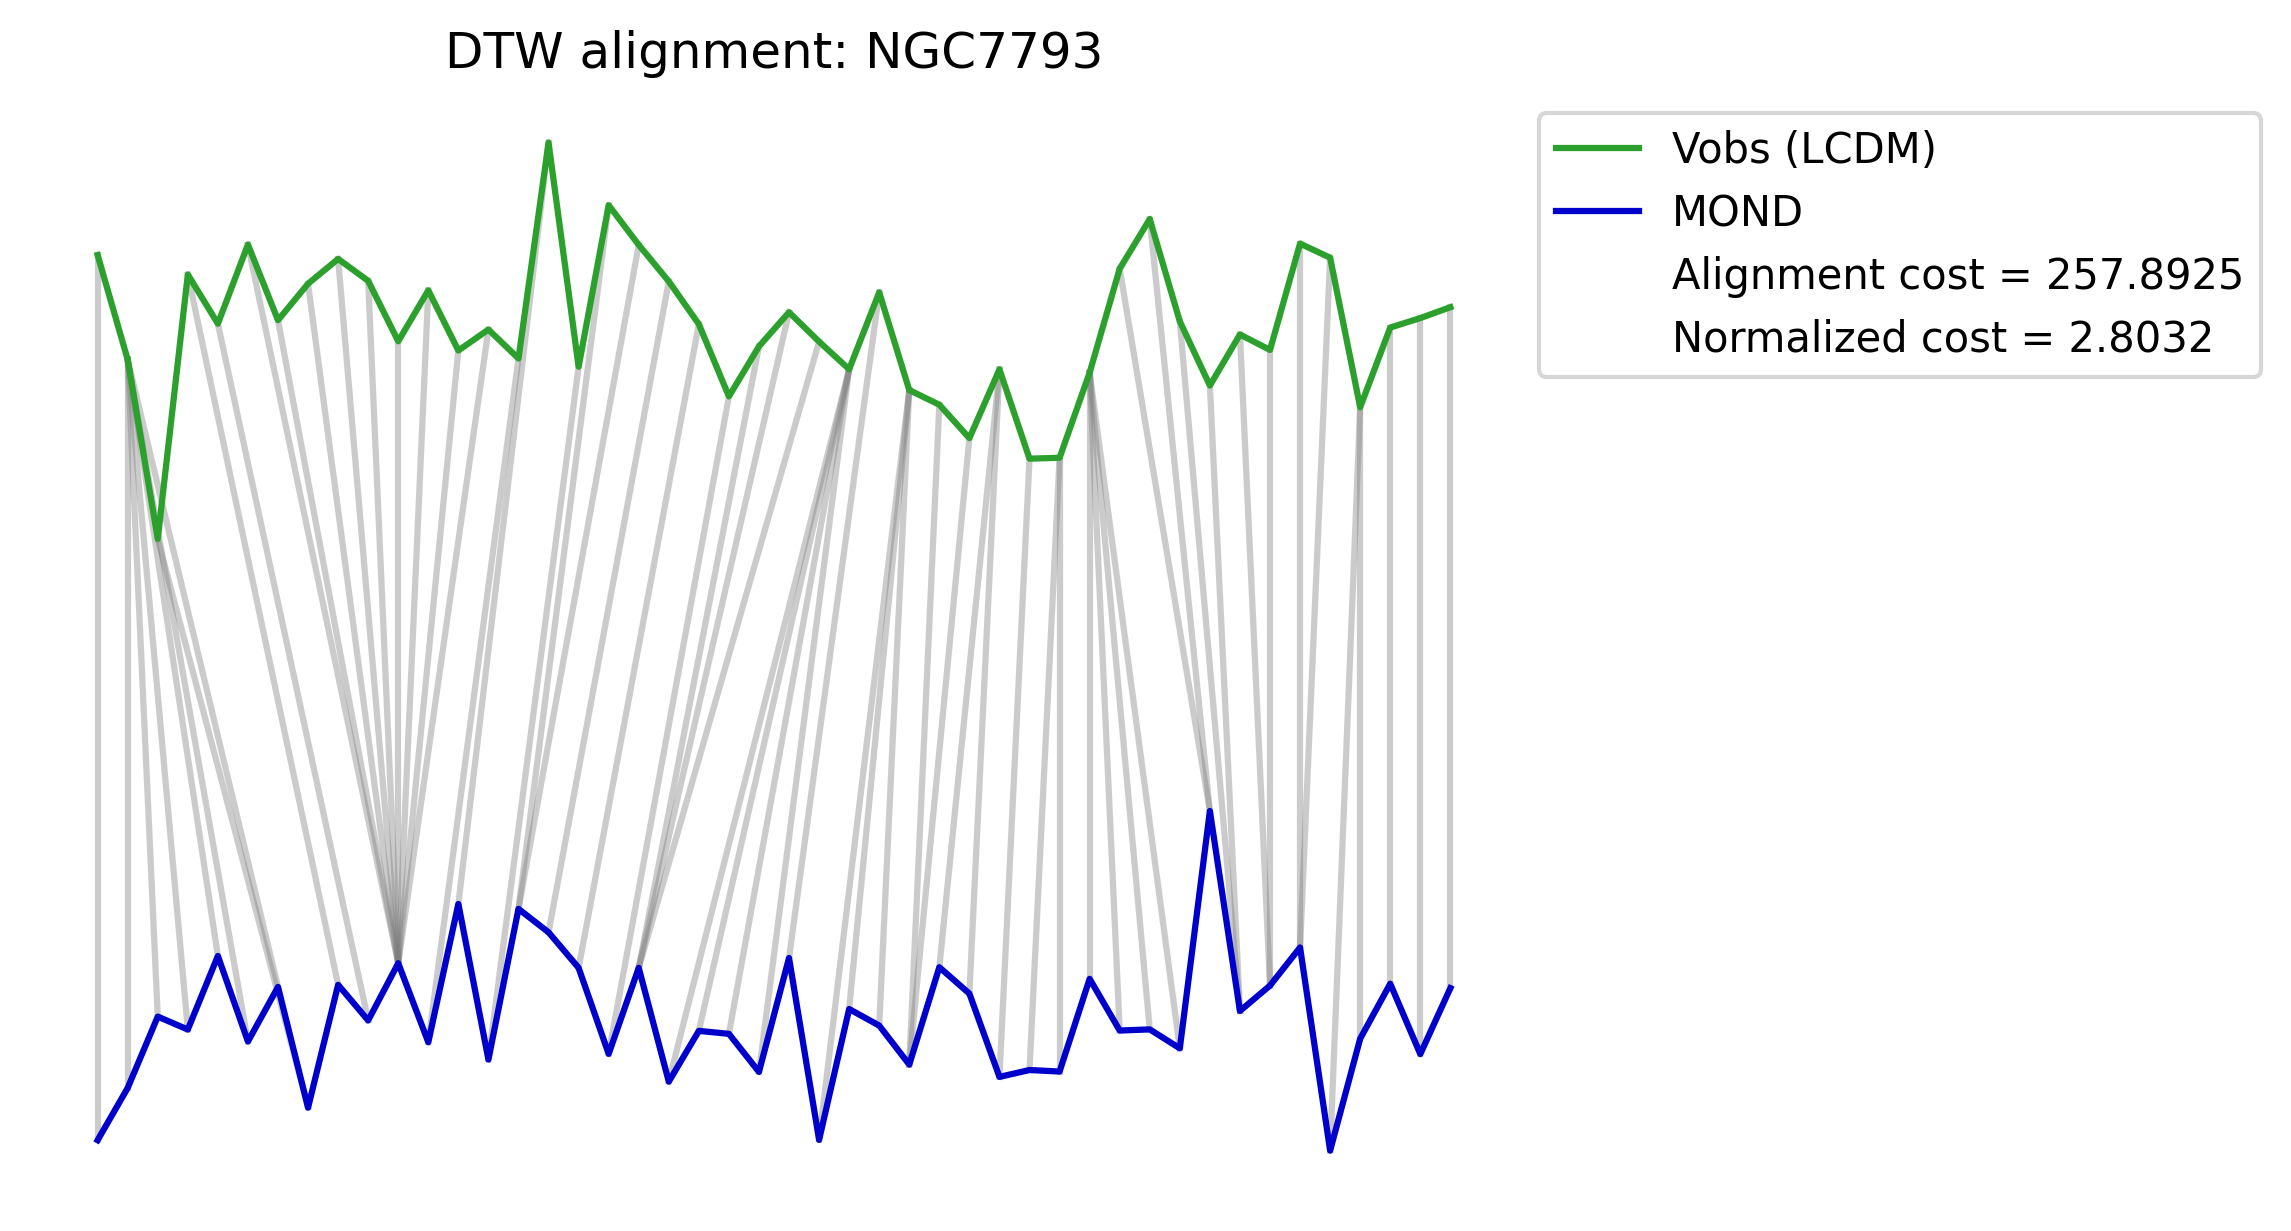 DTW alignment: NGC7793
Vobs (LCDM)
MOND
Alignment cost = 257.8925
Normalized cost = 2.8032